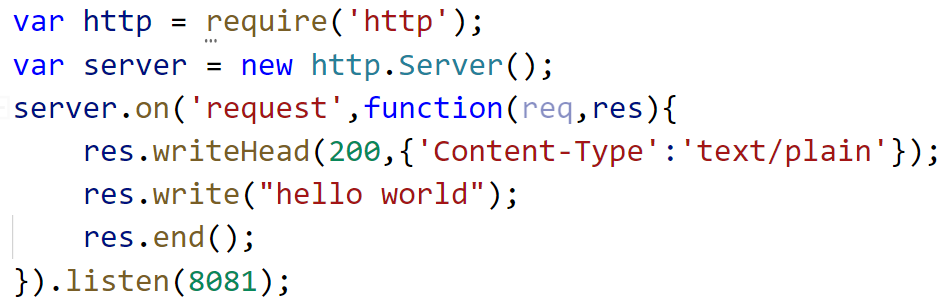 var http = require('http');
var server = new http.Server();
server.on('request',function(req,res){
    res.writeHead(200,{'Content-Type':'text/plain'});
    res.write("hello world");
    res.end();
}).listen(8081);